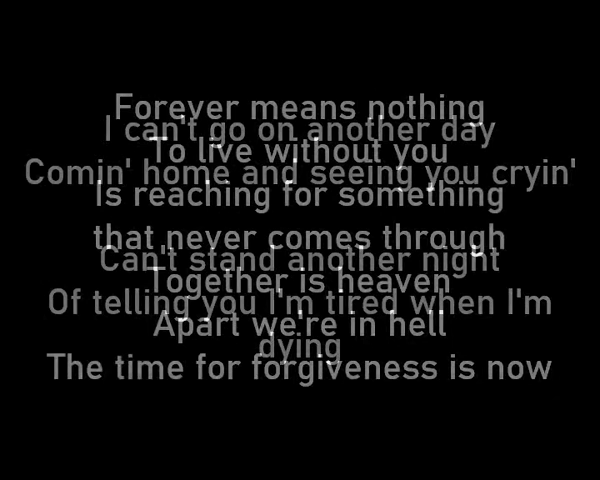 Forever means nothing
I can't go on another day
To live without you
Comin' home and seeing you cryin'
Is reaching for something
that never comes through
Can't stand another night
Together is heaven
Of telling you I'm tired when I'm
Apart we're in hell
dying
The time for forgiveness is now